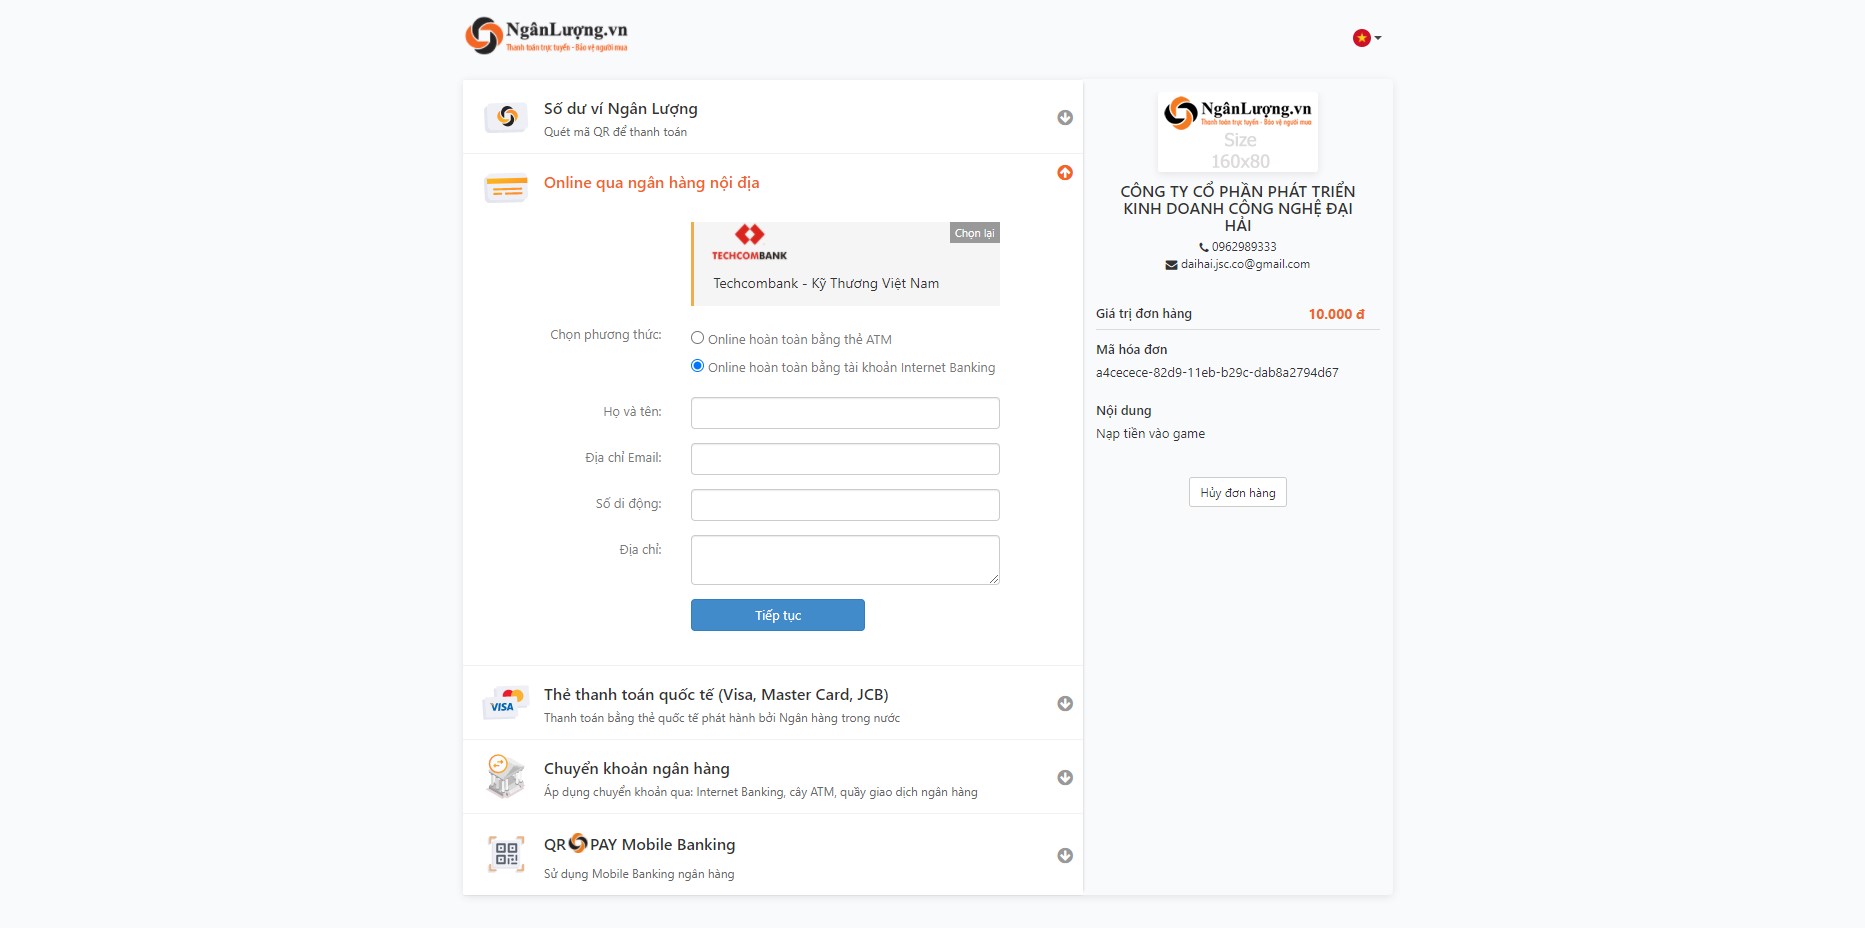 NgânLượng.vn
Thanh toán trực tuyến - Bảo vệ người mua
Số dư ví Ngân Lượng
Quét mã QR để thanh toán
Online qua ngân hàng nội địa
TECHCOMBANK
Chọn lại
Techcombank - Kỹ Thương Việt Nam
Chọn phương thức:
Online hoàn toàn bằng thẻ ATM
Online hoàn toàn bằng tài khoản Internet Banking
Họ và tên:
Địa chỉ Email:
Số di động:
Địa chỉ:
Tiếp tục
VISA
Thẻ thanh toán quốc tế (Visa, Master Card, JCB)
Thanh toán bằng thẻ quốc tế phát hành bởi Ngân hàng trong nước
Chuyển khoản ngân hàng
Áp dụng chuyển khoản qua: Internet Banking, cây ATM, quầy giao dịch ngân hàng
QR PAY Mobile Banking
Sử dụng Mobile Banking ngân hàng
NgânLượng.vn
Thanh toán trực tuyến - Bảo vệ người mua
Size
160x80
CÔNG TY CỔ PHẦN PHÁT TRIỂN
KINH DOANH CÔNG NGHỆ ĐẠI
HẢI
0962989333
daihai.jsc.co@gmail.com
Giá trị đơn hàng 10.000 đ
Mã hóa đơn
a4cecece-82d9-11eb-b29c-dab8a2794d67
Nội dung
Nạp tiền vào game
Hủy đơn hàng